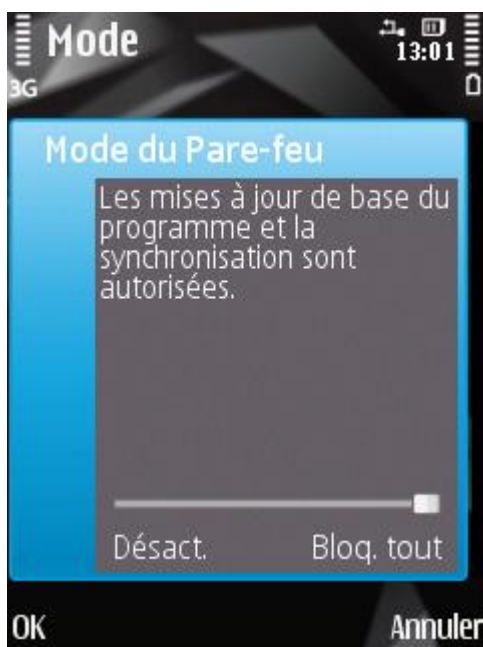 Mode
13:01
3G
Mode du Pare-feu
Les mises à jour de base du
programme et la
synchronisation sont
autorisées.
Désact. Bloq. tout
OK Annuler